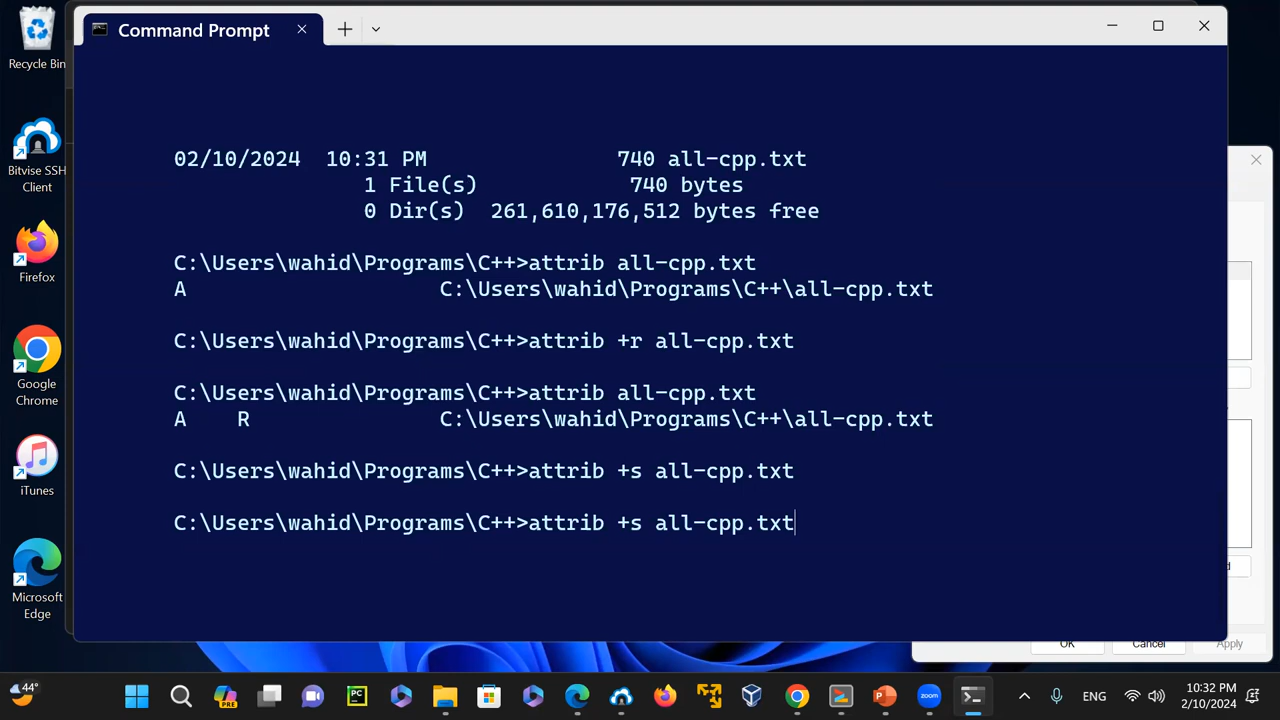 Recycle Bin
Bitvise SSH
Client
Firefox
Google
Chrome
iTunes
Microsoft
Edge
Command Prompt
02/10/2024  10:31 PM               740 all-cpp.txt
1 File(s)            740 bytes
0 Dir(s)  261,610,176,512 bytes free
C:\Users\wahid\Programs\C++>attrib all-cpp.txt
A                    C:\Users\wahid\Programs\C++\all-cpp.txt
C:\Users\wahid\Programs\C++>attrib +r all-cpp.txt
C:\Users\wahid\Programs\C++>attrib all-cpp.txt
A    R               C:\Users\wahid\Programs\C++\all-cpp.txt
C:\Users\wahid\Programs\C++>attrib +s all-cpp.txt
C:\Users\wahid\Programs\C++>attrib +s all-cpp.txt
OK Cancel Apply
44°
PRE
PC
zoom
ENG
10:32 PM
2/10/2024